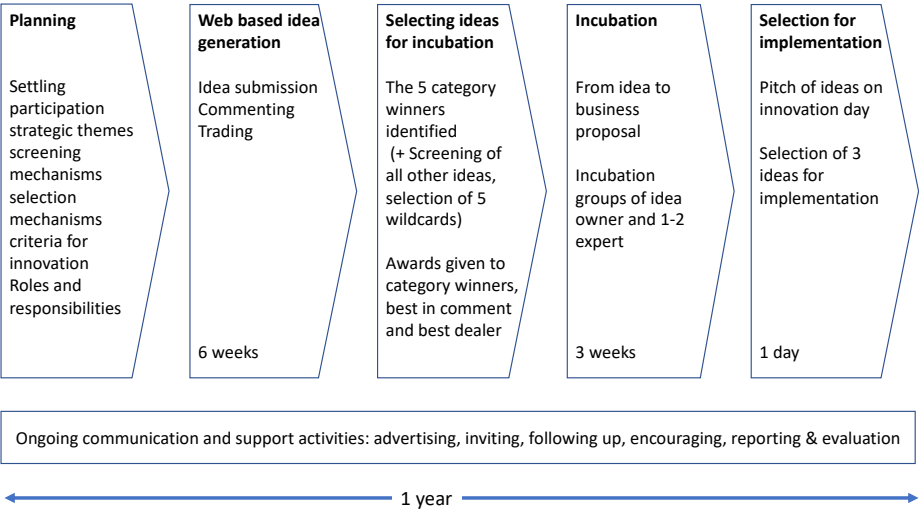 Planning
Settling
participation
strategic themes
screening
mechanisms
selection
mechanisms
criteria for
innovation
Roles and
responsibilities
Web based idea
generation
Idea submission
Commenting
Trading
6 weeks
Selecting ideas
for incubation
The 5 category
winners
identified
(+ Screening of
all other ideas,
selection of 5
wildcards)
Awards given to
category winners,
best in comment
and best dealer
Incubation
From idea to
business
proposal
Incubation
groups of idea
owner and 1-2
expert
3 weeks
Selection for
implementation
Pitch of ideas on
innovation day
Selection of 3
ideas for
implementation
1 day
Ongoing communication and support activities: advertising, inviting, following up, encouraging, reporting & evaluation
1 year